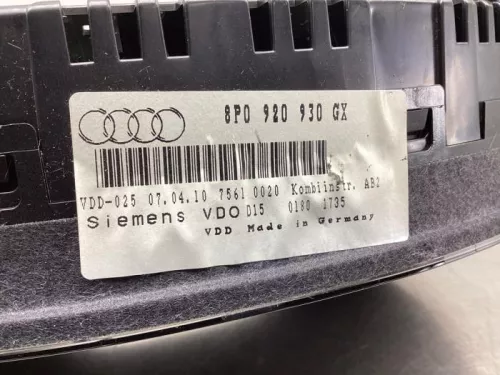 8P0 920 930 GX
VDD-025 07.04.10 7561 0020 Kombiinstr. AB2
Siemens VDO D15 0180 1735
VDD Made in Germany